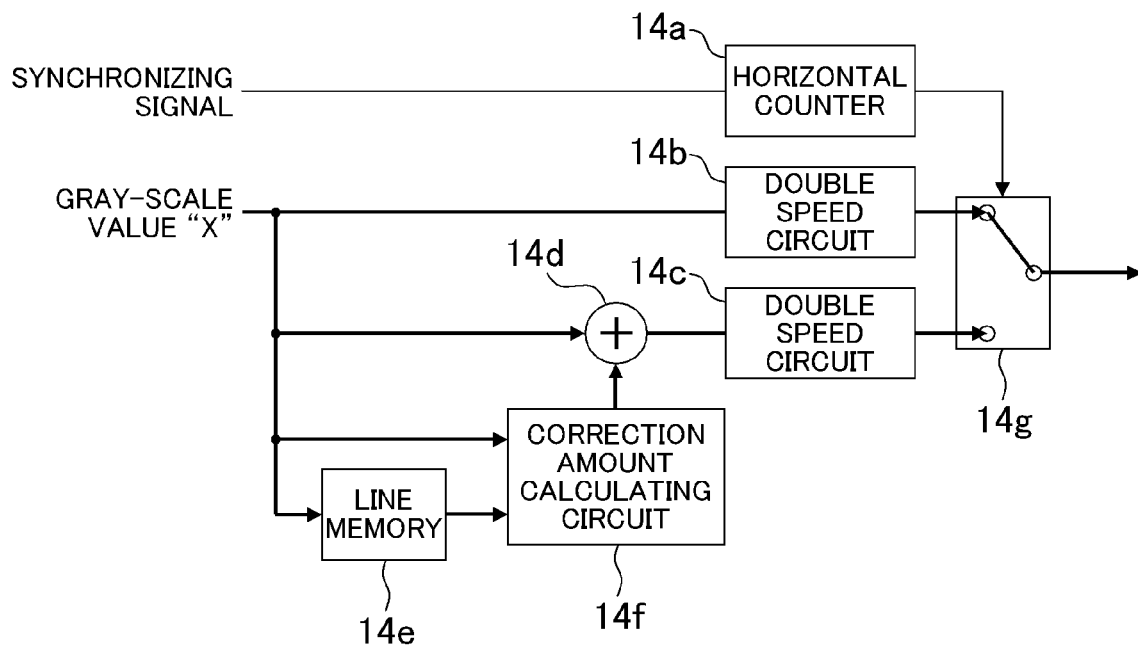 14a
SYNCHRONIZING
SIGNAL
HORIZONTAL
COUNTER
14b
GRAY-SCALE
VALUE “X”
DOUBLE
SPEED
CIRCUIT
14d
14c
+
DOUBLE
SPEED
CIRCUIT
14g
CORRECTION
AMOUNT
CALCULATING
CIRCUIT
LINE
MEMORY
14e
14f